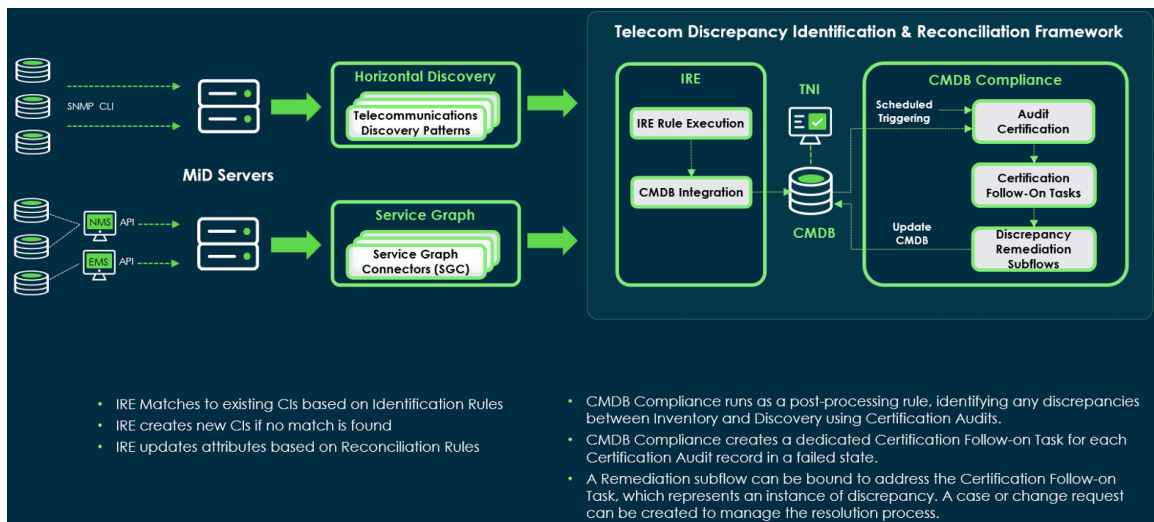 Telecom Discrepancy Identification & Reconciliation Framework
SNMP CLI
Horizontal Discovery
Telecommunications
Discovery Patterns
MiD Servers
NMS
API
EMS
API
Service Graph
Service Graph
Connectors (SGC)
IRE
IRE Rule Execution
CMDB Integration
TNI
CMDB
CMDB Compliance
Scheduled
Triggering
Audit
Certification
Certification
Follow-On Tasks
Update
CMDB
Discrepancy
Remediation
Subflows
• IRE Matches to existing CIs based on Identification Rules
• IRE creates new CIs if no match is found
• IRE updates attributes based on Reconciliation Rules
• CMDB Compliance runs as a post-processing rule, identifying any discrepancies
between Inventory and Discovery using Certification Audits.
• CMDB Compliance creates a dedicated Certification Follow-on Task for each
Certification Audit record in a failed state.
• A Remediation subflow can be bound to address the Certification Follow-on
Task, which represents an instance of discrepancy. A case or change request
can be created to manage the resolution process.